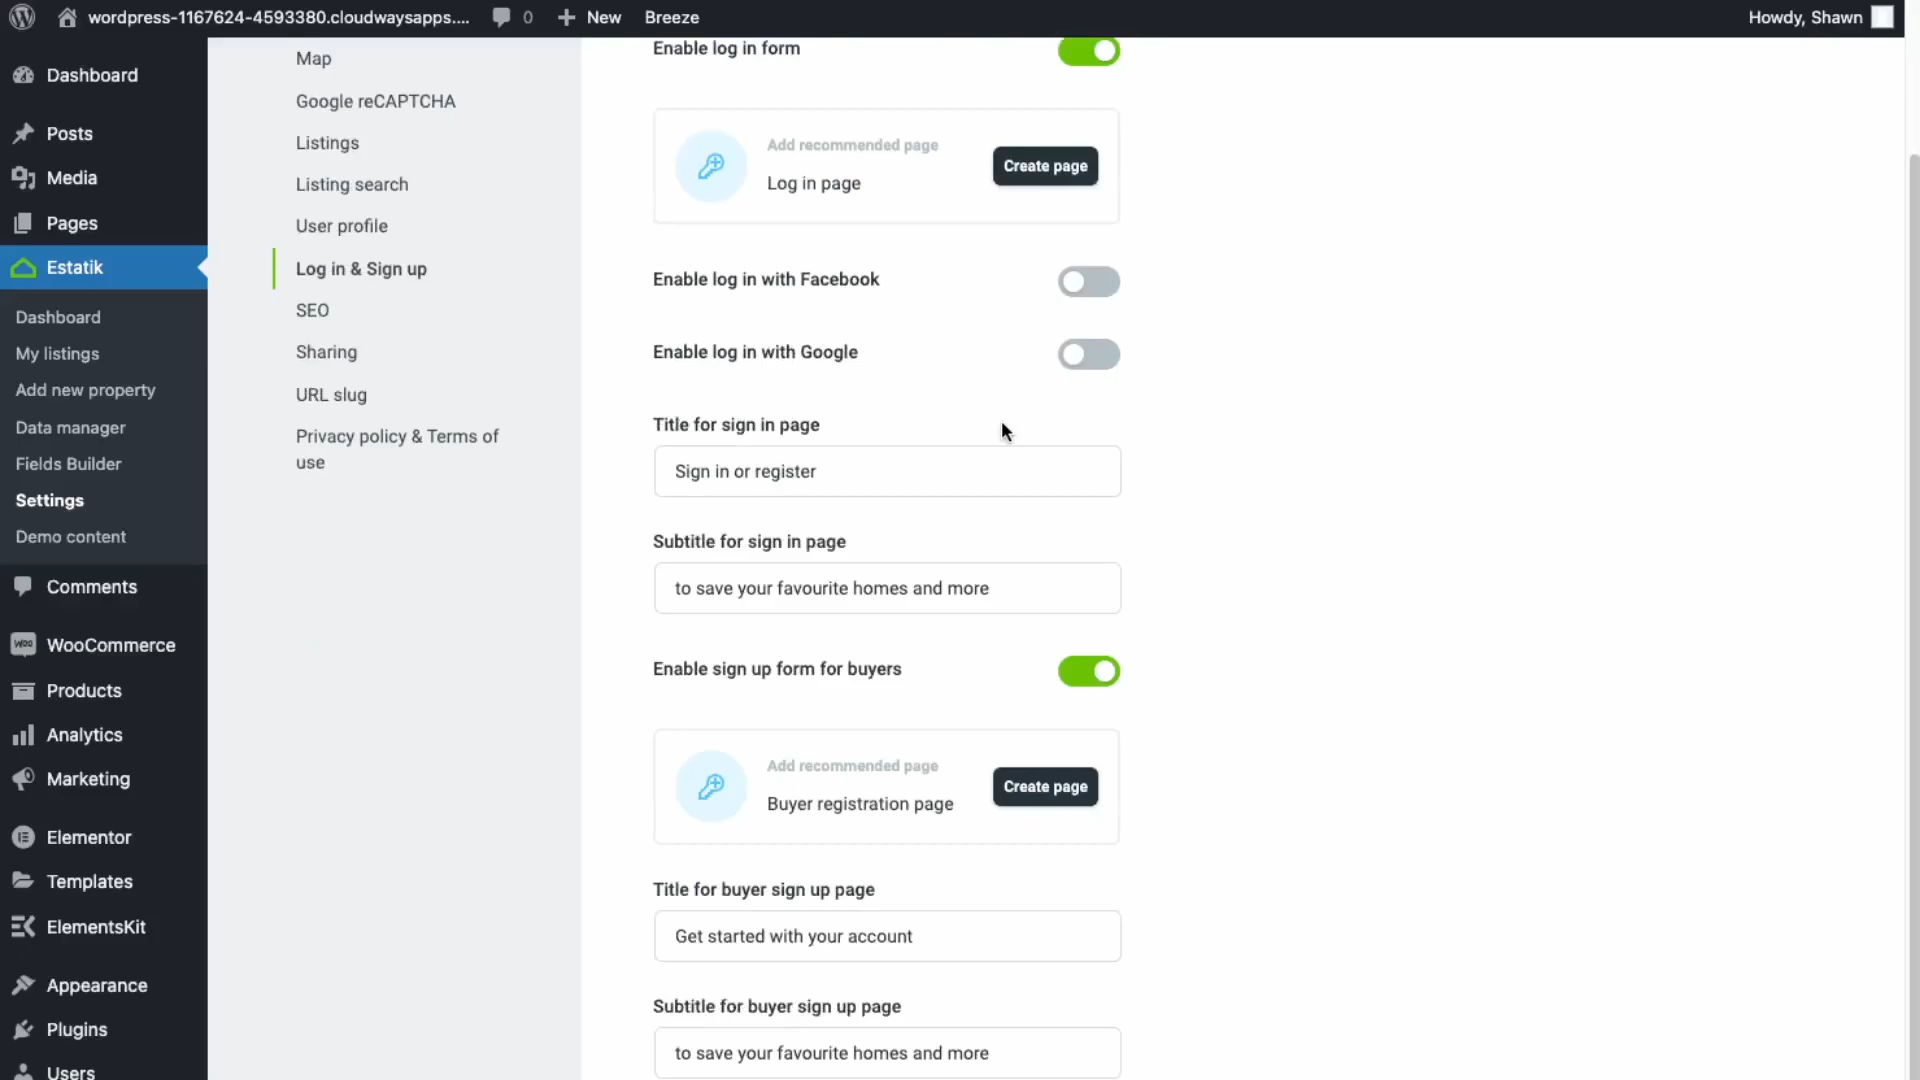 wordpress-1167624-4593380.cloudwaysapps....
0
New
Breeze
Howdy, Shawn
Dashboard
Posts
Media
Pages
Estatik
Dashboard
My listings
Add new property
Data manager
Fields Builder
Settings
Demo content
Comments
WooCommerce
Products
Analytics
Marketing
Elementor
Templates
ElementsKit
Appearance
Plugins
Users
Map
Google reCAPTCHA
Listings
Listing search
User profile
Log in & Sign up
SEO
Sharing
URL slug
Privacy policy & Terms of
use
Enable log in form
Add recommended page
Log in page
Create page
Enable log in with Facebook
Enable log in with Google
Title for sign in page
Sign in or register
Subtitle for sign in page
to save your favourite homes and more
Enable sign up form for buyers
Add recommended page
Buyer registration page
Create page
Title for buyer sign up page
Get started with your account
Subtitle for buyer sign up page
to save your favourite homes and more